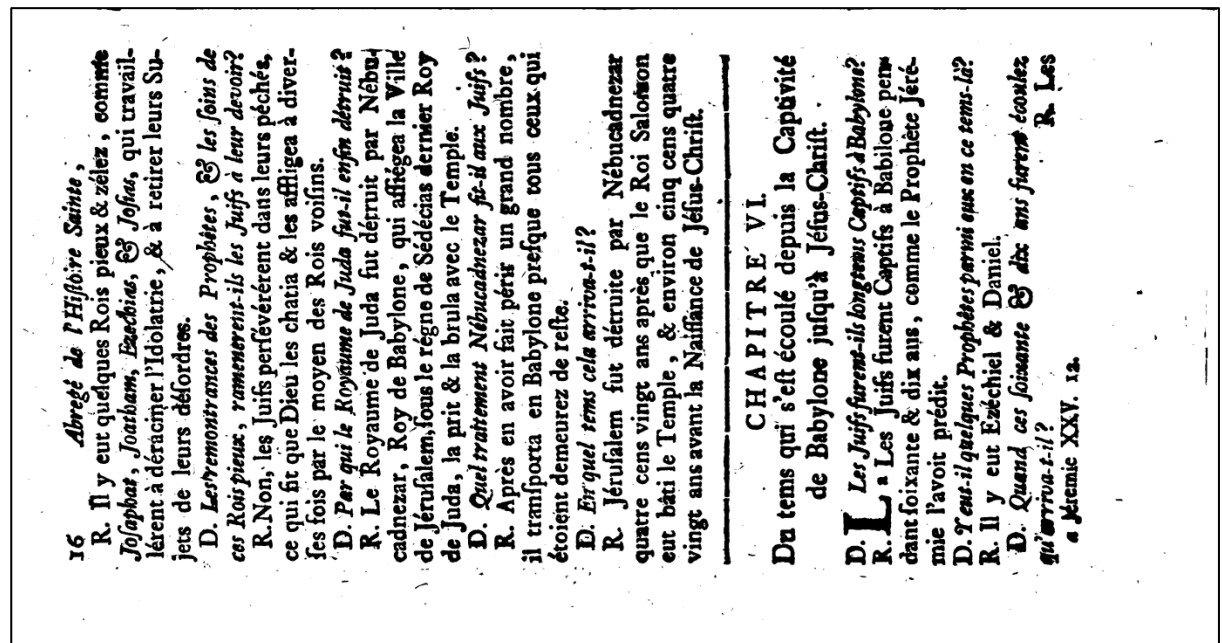 16 Abregé de l'Hiſtoire Sainte,
R. Il y eut quelques Rois pieux & zélez, comme
Joſaphat, Joatham, Ezechias, & Joſias, qui travail-
lérent à déraciner l'Idolatrie, & à retirer leurs Su-
jets de leurs déſordres.
D. Les remontrances des Prophètes, & les ſoins de
ces Rois pieux, ramenerent-ils les Juifs à leur devoir?
R. Non, les Juifs perſévérérent dans leurs péchés,
ce qui fit que Dieu les chatia & les affligea à diver-
ſes fois par le moyen des Rois voiſins.
D. Par qui le Royaume de Juda fut-il enfin détruit?
R. Le Royaume de Juda fut détruit par Nébu-
cadnezar, Roy de Babylone, qui aſſiégea la Ville
de Jéruſalem, ſous le régne de Sédécias dernier Roy
de Juda, la prit & la brula avec le Temple.
D. Quel traittement Nébucadnezar fit-il aux Juifs?
R. Après en avoir fait périr un grand nombre,
il tranſporta en Babylone preſque tous ceux qui
étoient demeurez de reſte.
D. En quel tems cela arriva-t-il?
R. Jéruſalem fut détruite par Nébucadnezar
quatre cens vingt ans après que le Roi Salomon
eut bâti le Temple, & environ cinq cens quatre
vingt ans avant la Naiſſance de Jéſus-Chriſt.
CHAPITRE VI.
Du tems qui s'eſt écoulé depuis la Captivité
de Babylone juſqu'à Jéſus-Chriſt.
D. Les Juifs furent-ils longtems Captifs à Babylone?
R. L a Les Juifs furent Captifs à Babilone pen-
dant ſoixante & dix ans, comme le Prophète Jéré-
mie l'avoit prédit.
D. Y eut-il quelques Prophètes parmi eux en ce tems-là?
R. Il y eut Ezéchiel & Daniel.
D. Quand ces ſoixante & dix ans furent écoulez
qu'arriva-t-il?
R. Les
a Jéremie XXV. 12.